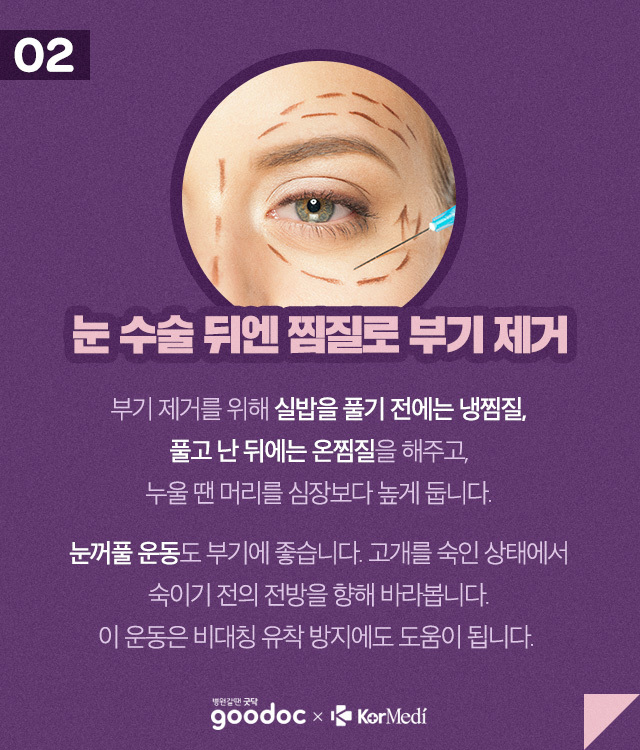 02
눈 수술 뒤엔 찜질로 부기 제거
부기 제거를 위해 실밥을 풀기 전에는 냉찜질,
풀고 난 뒤에는 온찜질을 해주고,
누울 땐 머리를 심장보다 높게 둡니다.
눈꺼풀 운동도 부기에 좋습니다. 고개를 숙인 상태에서
숙이기 전의 전방을 향해 바라봅니다.
이 운동은 비대칭 유착 방지에도 도움이 됩니다.
병원갈땐 굿닥
goodoc × KorMedi